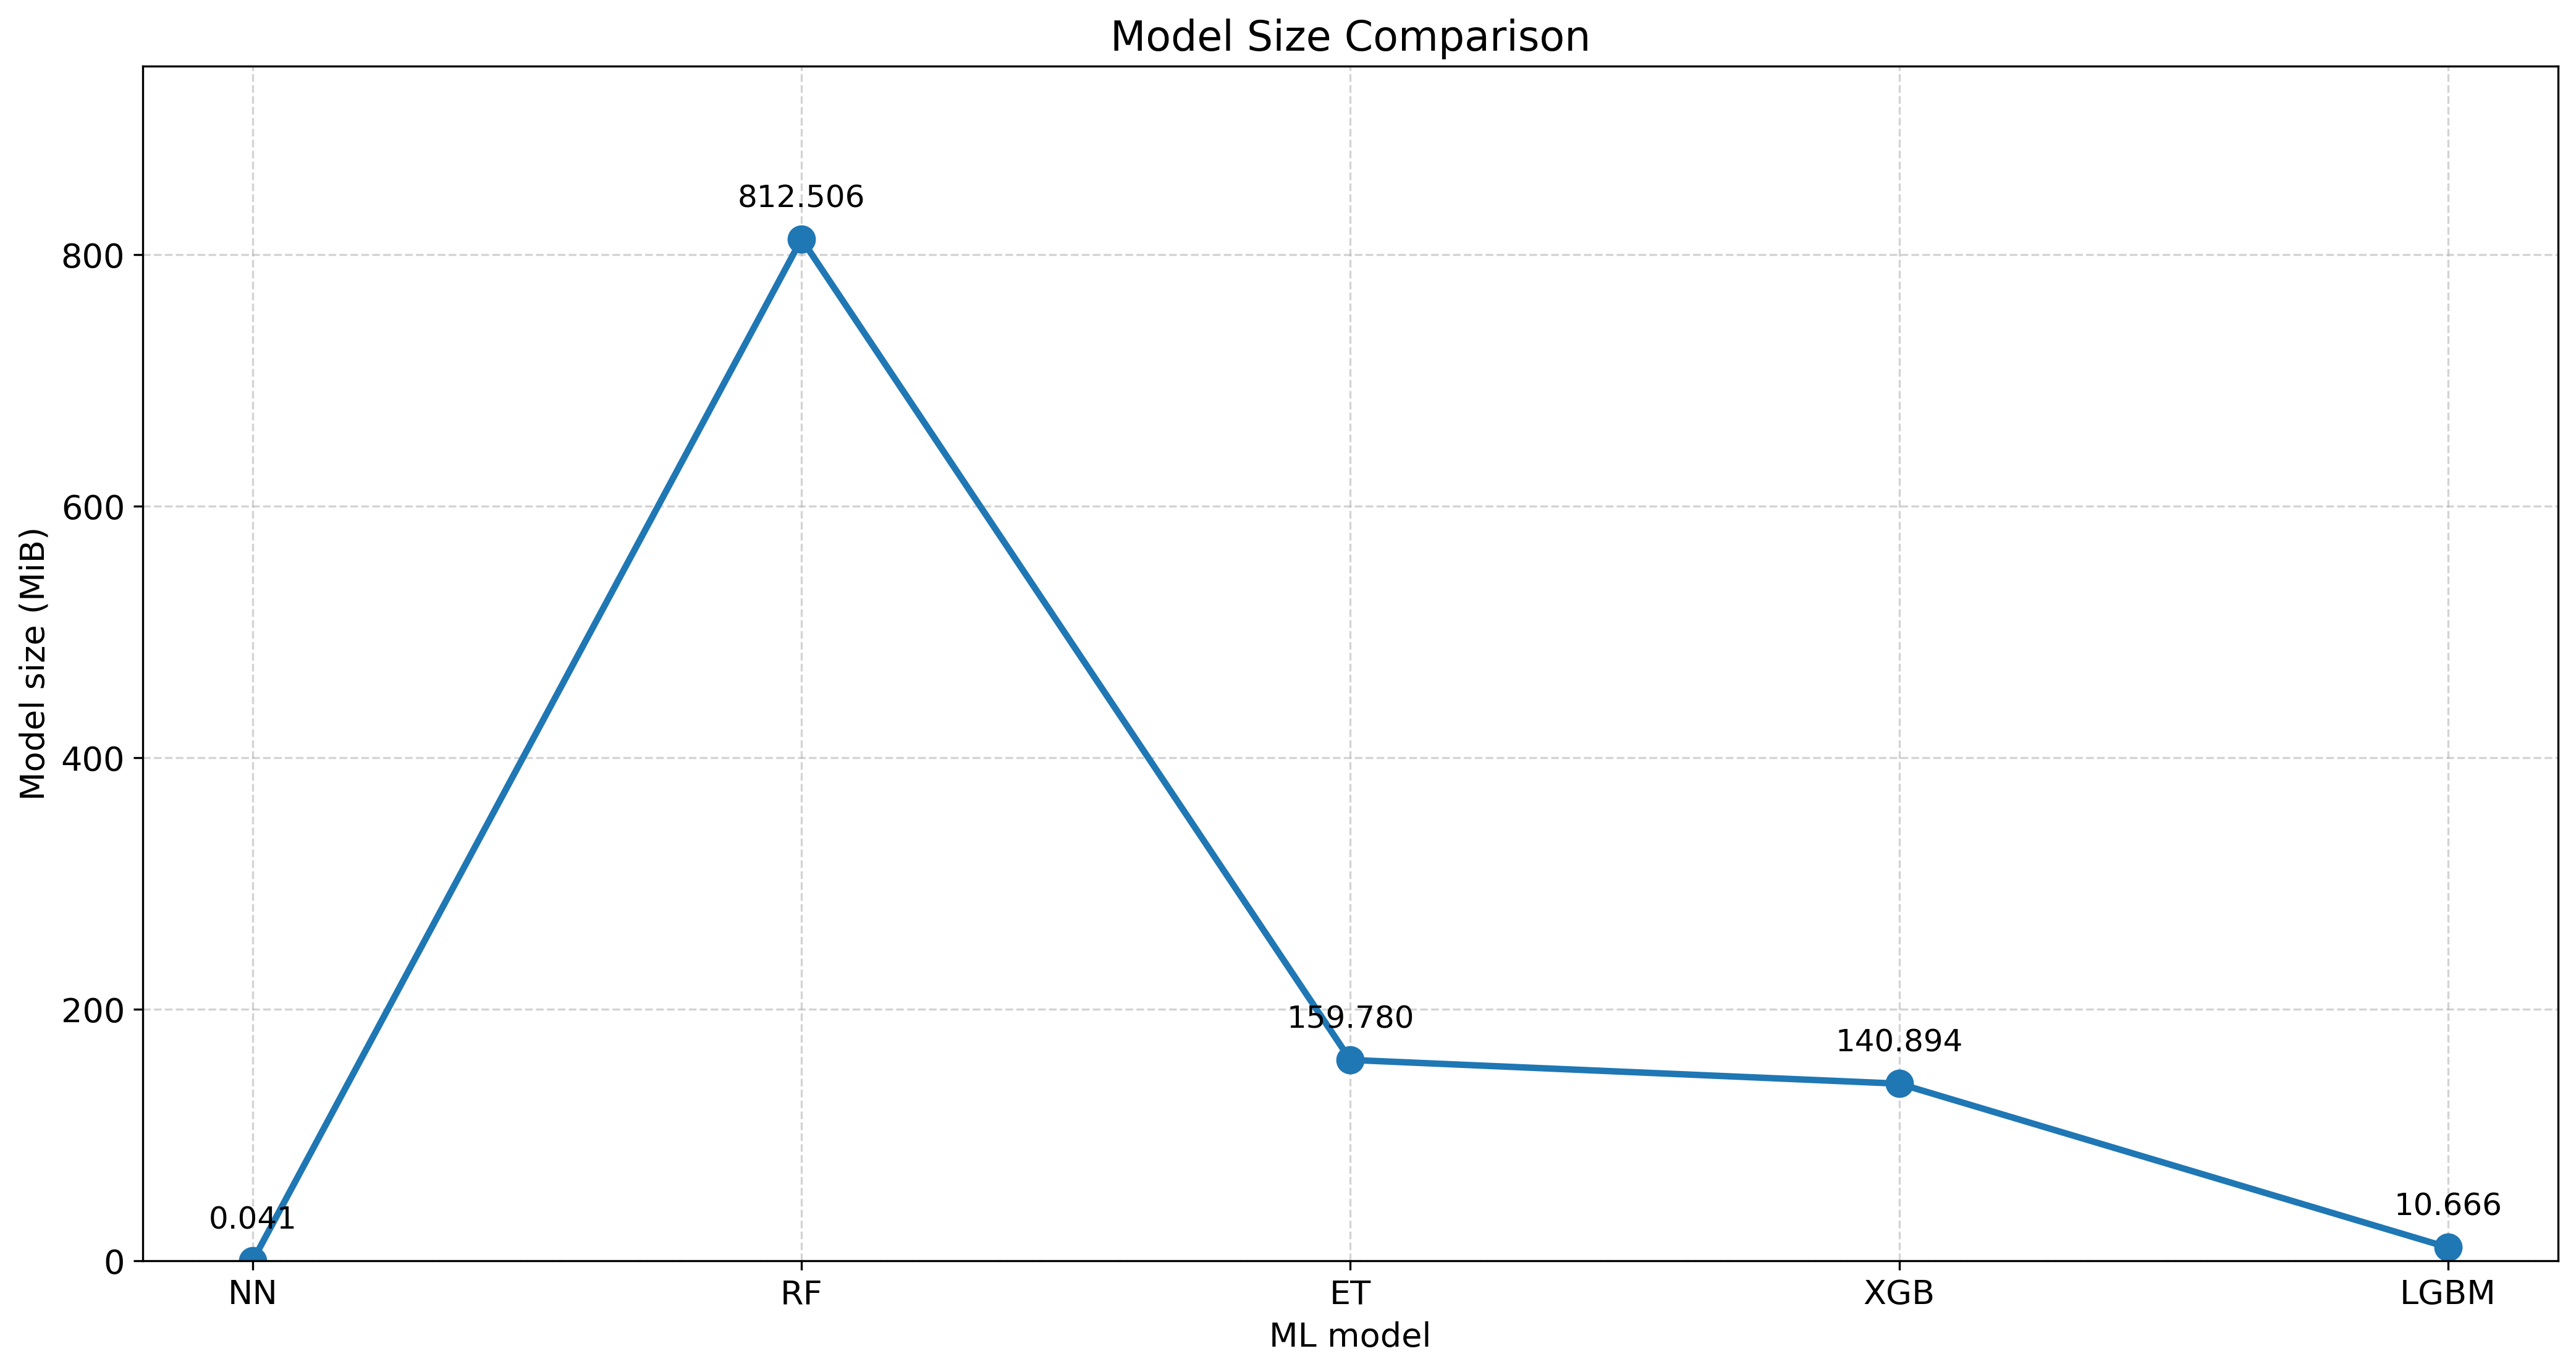 Model Size Comparison
812.506
800
600
Model size (MiB)
400
200
159.780
140.894
0.041
10.666
0
NN
RF
ET
XGB
LGBM
ML model